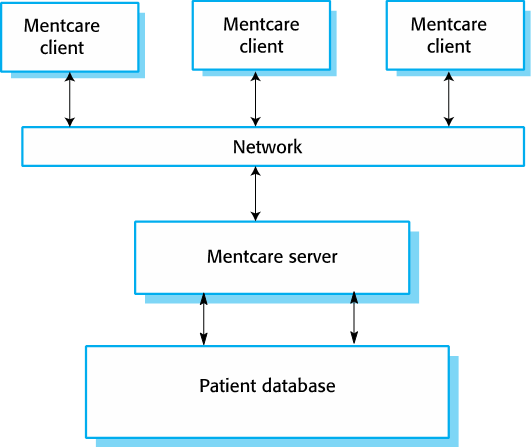 Mentcare
client
Mentcare
client
Mentcare
client
Network
Mentcare server
Patient database